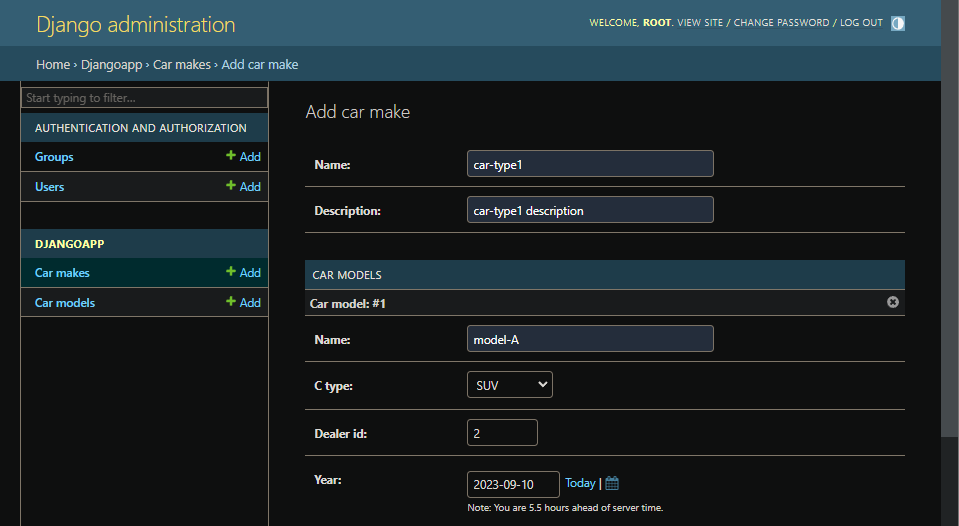 Django administration
WELCOME, ROOT. VIEW SITE / CHANGE PASSWORD / LOG OUT
Home › Djangoapp › Car makes › Add car make
Start typing to filter...
AUTHENTICATION AND AUTHORIZATION
Groups + Add
Users + Add
DJANGOAPP
Car makes + Add
Car models + Add
Add car make
Name: car-type1
Description: car-type1 description
CAR MODELS
Car model: #1
Name: model-A
C type: SUV
Dealer id: 2
Year: 2023-09-10 Today |
Note: You are 5.5 hours ahead of server time.